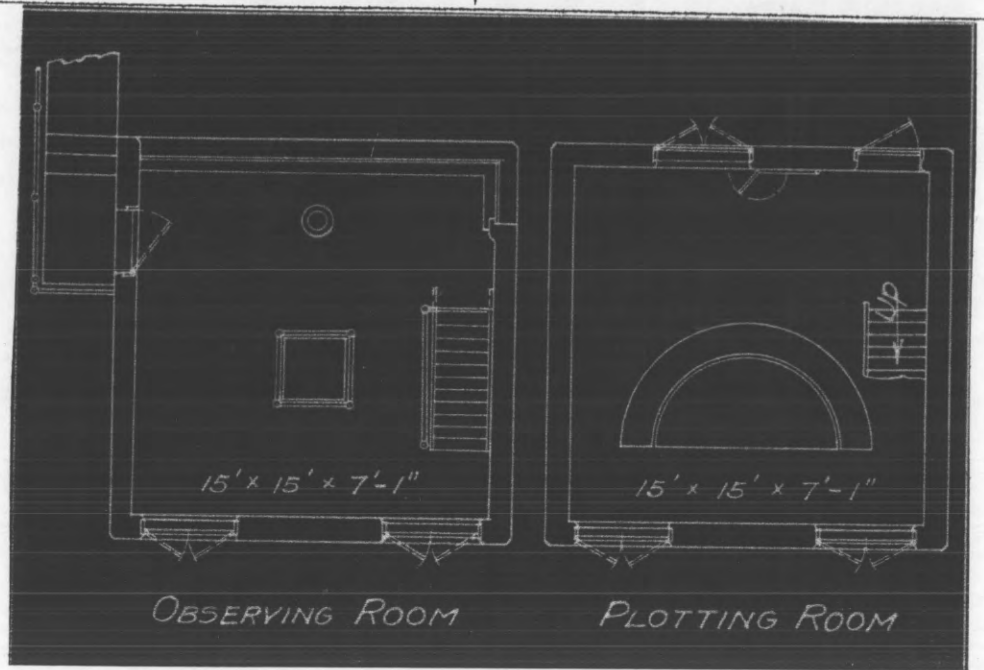 UP
15' × 15' × 7'-1"
15' × 15' × 7'-1"
OBSERVING ROOM
PLOTTING ROOM